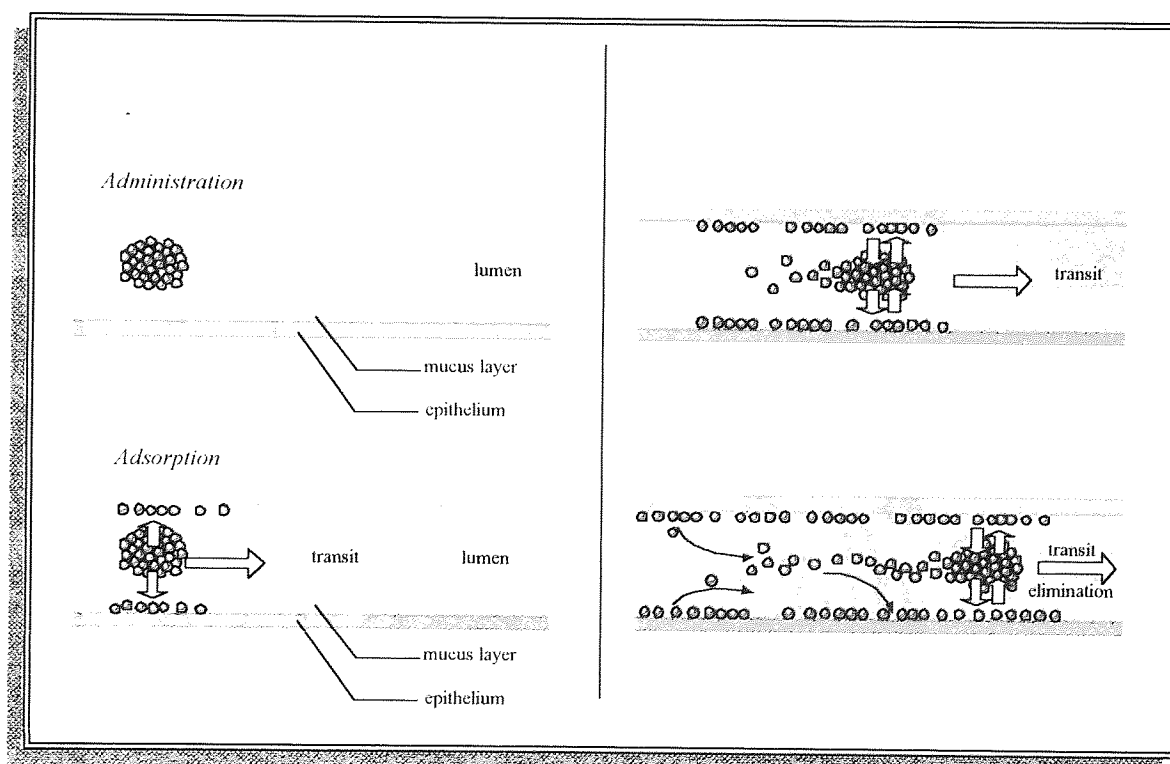 Administration
lumen
mucus layer
epithelium
Adsorption
transit
lumen
mucus layer
epithelium
transit
transit
elimination